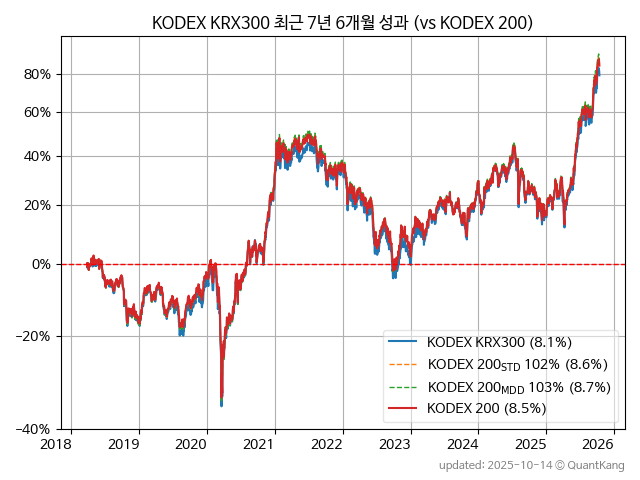 KODEX KRX300 최근 7년 6개월 성과 (vs KODEX 200)
80%
60%
40%
20%
0%
−20%
−40%
KODEX KRX300 (8.1%)
KODEX 200STD 102% (8.6%)
KODEX 200MDD 103% (8.7%)
KODEX 200 (8.5%)
2018 2019 2020 2021 2022 2023 2024 2025 2026
updated: 2025-10-14 © QuantKang